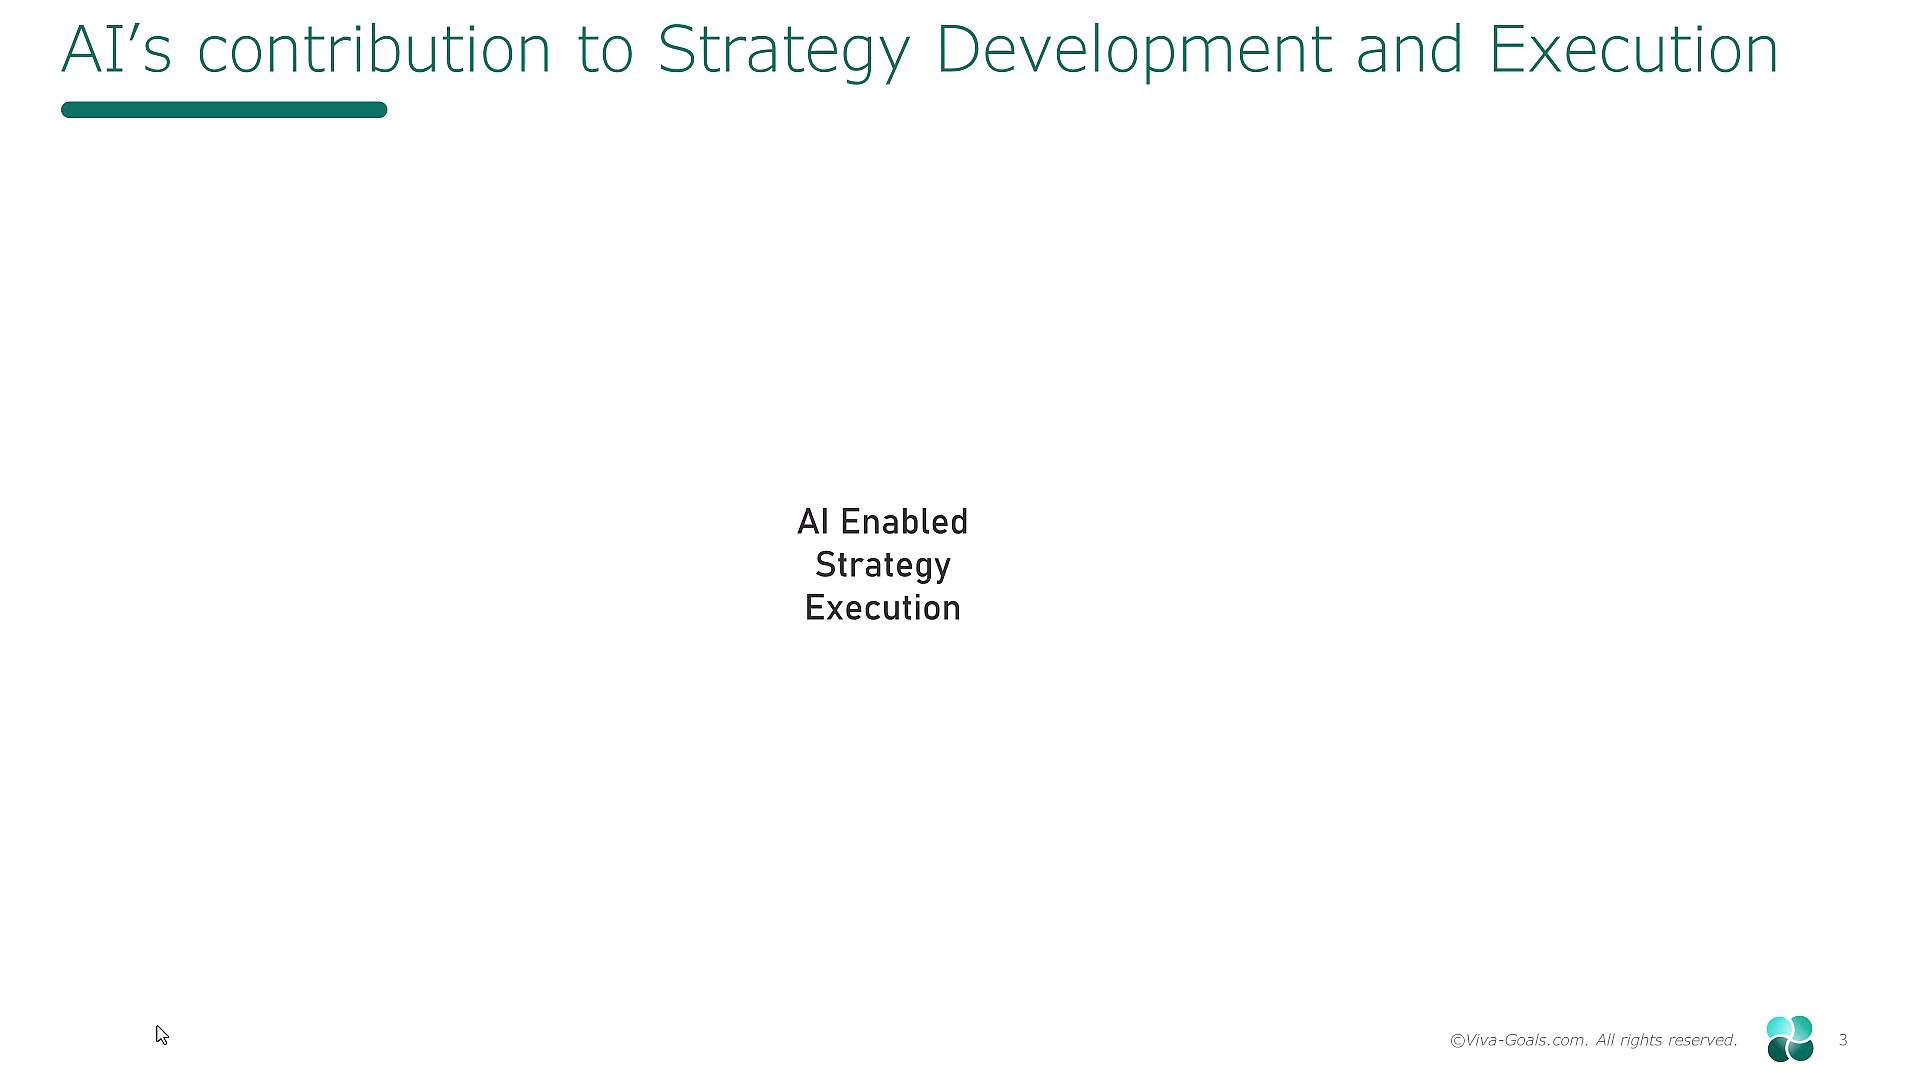 AI’s contribution to Strategy Development and Execution
AI Enabled
Strategy
Execution
©Viva-Goals.com. All rights reserved.
3